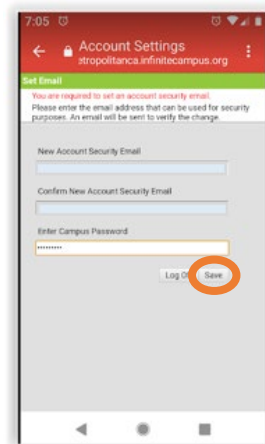 7:05
Account Settings
etropolitanca.infinitecampus.org
Set Email
You are required to set an account security email.
Please enter the email address that can be used for security
purposes. An email will be sent to verify the change.
New Account Security Email
Confirm New Account Security Email
Enter Campus Password
•••••••••
Log Save